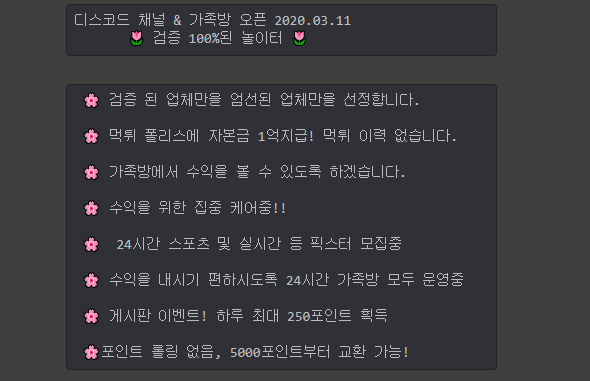 디스코드 채널 & 가족방 오픈 2020.03.11
🌷 검증 100%된 놀이터 🌷
🌸 검증 된 업체만을 엄선된 업체만을 선정합니다.
🌸 먹튀 폴리스에 자본금 1억지급! 먹튀 이력 없습니다.
🌸 가족방에서 수익을 볼 수 있도록 하겠습니다.
🌸 수익을 위한 집중 케어중!!
🌸 24시간 스포츠 및 실시간 등 픽스터 모집중
🌸 수익을 내시기 편하시도록 24시간 가족방 모두 운영중
🌸 게시판 이벤트! 하루 최대 250포인트 획득
🌸포인트 롤링 없음, 5000포인트부터 교환 가능!